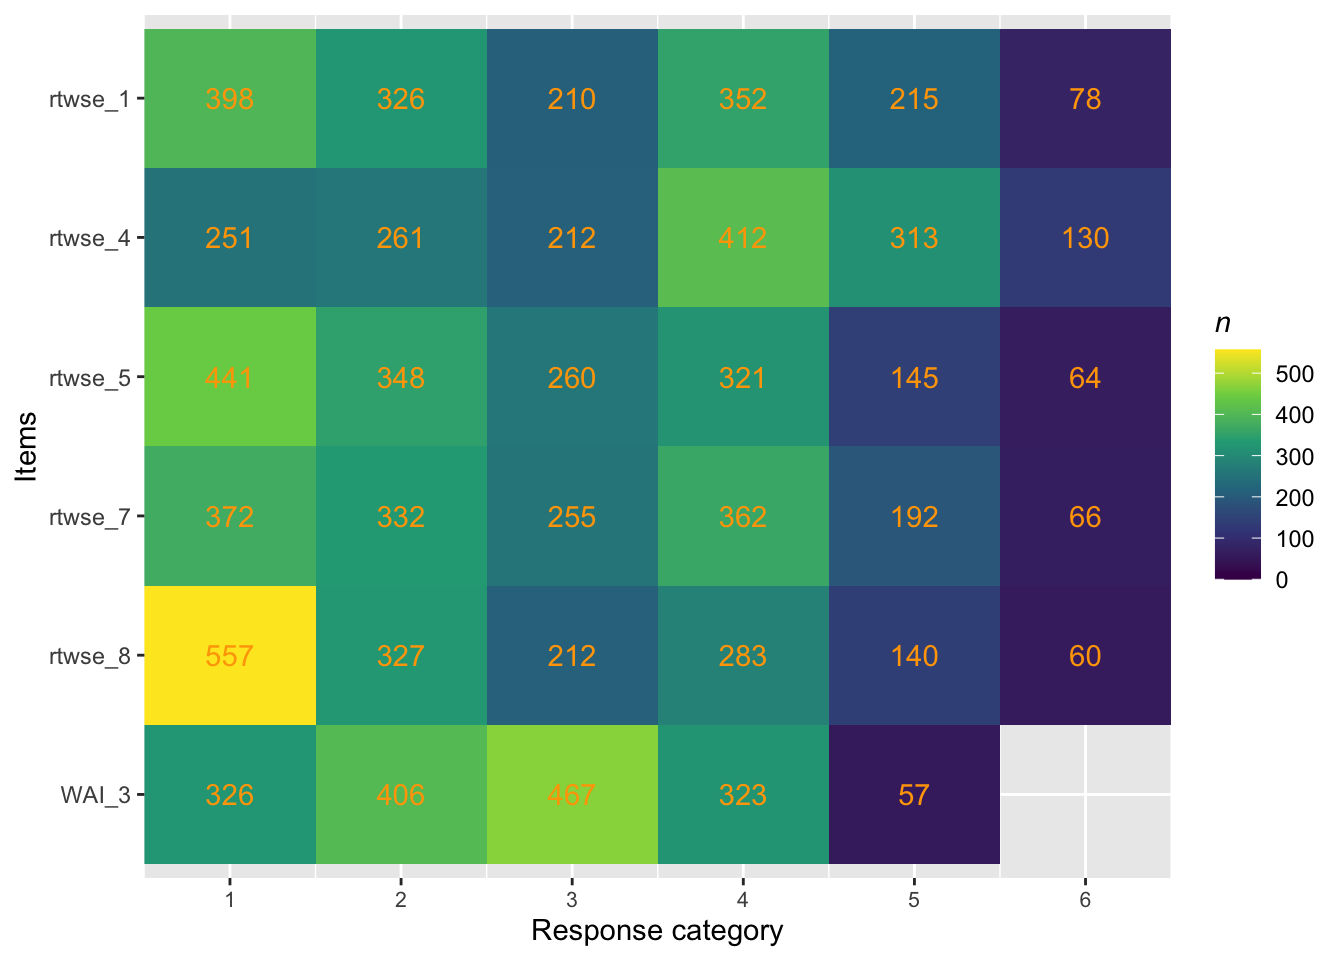 rtwse_1 398 326 210 352 215 78
rtwse_4 251 261 212 412 313 130
rtwse_5 441 348 260 321 145 64
rtwse_7 372 332 255 362 192 66
rtwse_8 557 327 212 283 140 60
WAI_3 326 406 467 323 57
1 2 3 4 5 6
Response category
Items
n
500
400
300
200
100
0